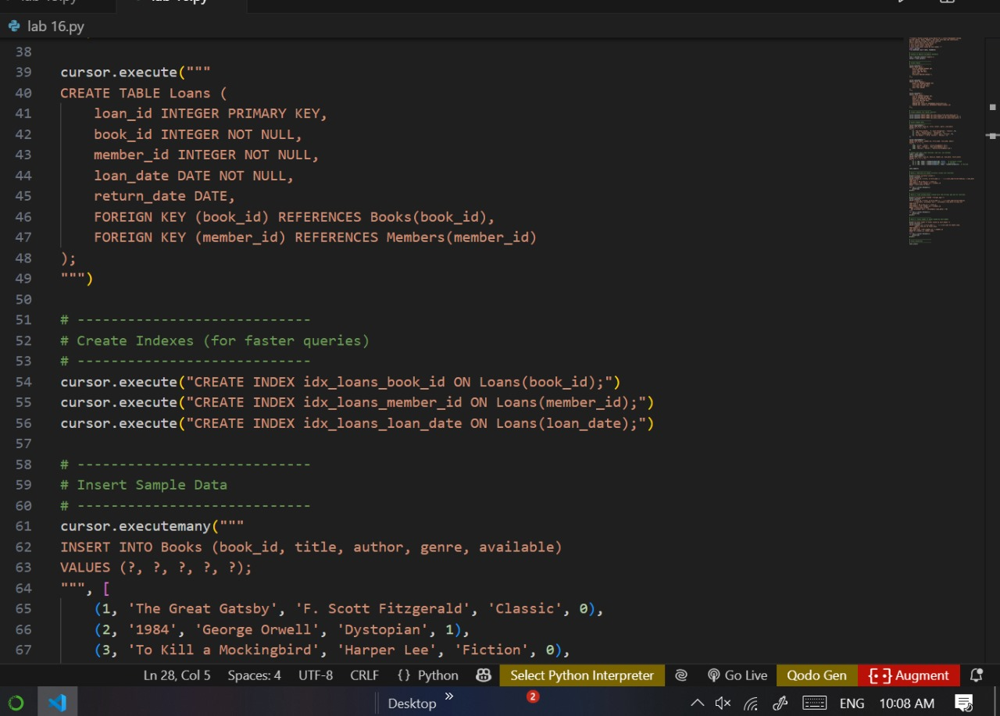 lab 16.py
38
39 cursor.execute("""
40 CREATE TABLE Loans (
41     loan_id INTEGER PRIMARY KEY,
42     book_id INTEGER NOT NULL,
43     member_id INTEGER NOT NULL,
44     loan_date DATE NOT NULL,
45     return_date DATE,
46     FOREIGN KEY (book_id) REFERENCES Books(book_id),
47     FOREIGN KEY (member_id) REFERENCES Members(member_id)
48 );
49 """)
50
51 # ----------------------------
52 # Create Indexes (for faster queries)
53 # ----------------------------
54 cursor.execute("CREATE INDEX idx_loans_book_id ON Loans(book_id);")
55 cursor.execute("CREATE INDEX idx_loans_member_id ON Loans(member_id);")
56 cursor.execute("CREATE INDEX idx_loans_loan_date ON Loans(loan_date);")
57
58 # ----------------------------
59 # Insert Sample Data
60 # ----------------------------
61 cursor.executemany("""
62 INSERT INTO Books (book_id, title, author, genre, available)
63 VALUES (?, ?, ?, ?, ?);
64 """, [
65     (1, 'The Great Gatsby', 'F. Scott Fitzgerald', 'Classic', 0),
66     (2, '1984', 'George Orwell', 'Dystopian', 1),
67     (3, 'To Kill a Mockingbird', 'Harper Lee', 'Fiction', 0),
Ln 28, Col 5 Spaces: 4 UTF-8 CRLF {} Python Select Python Interpreter Go Live Qodo Gen Augment
Desktop 2 ENG 10:08 AM